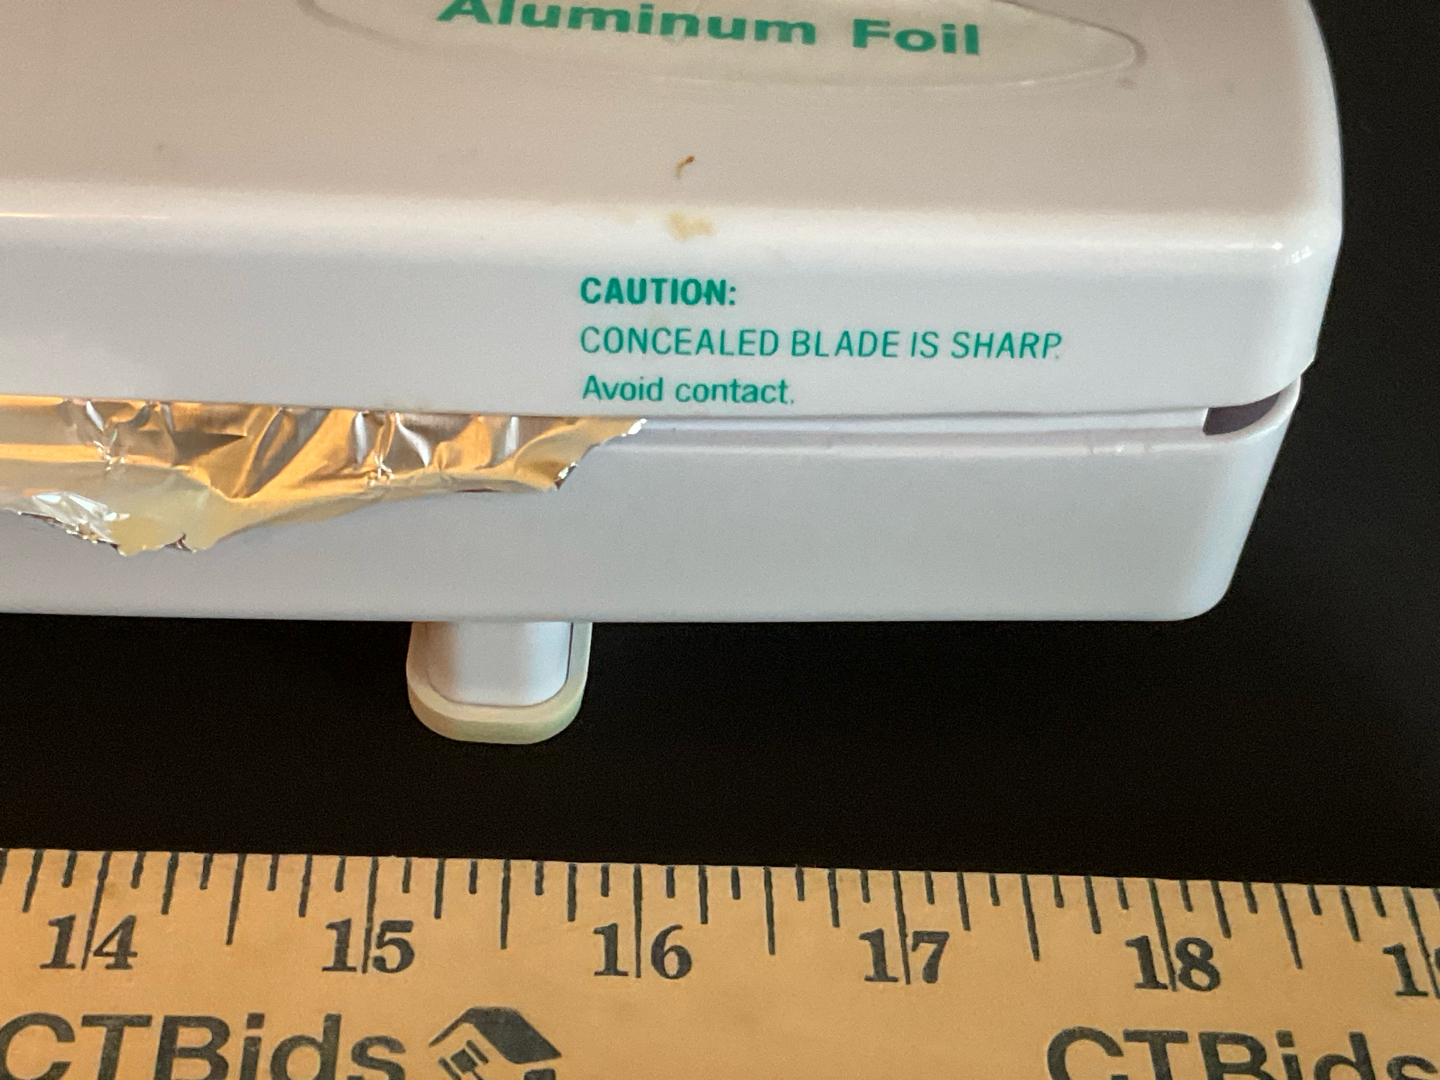 Aluminum Foil
CAUTION:
CONCEALED BLADE IS SHARP.
Avoid contact.
14 15 16 17 18
CTBids CTBids